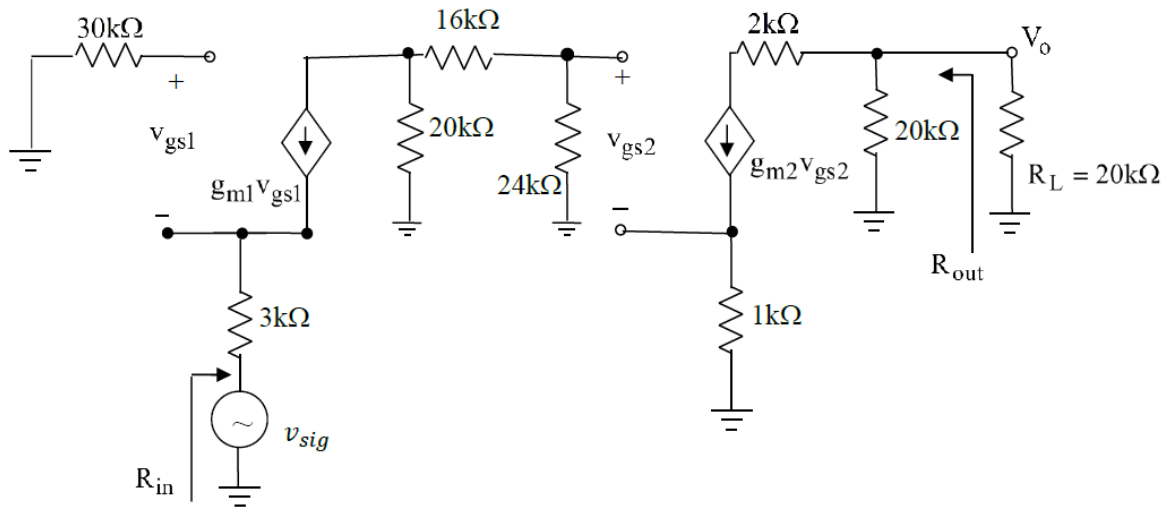 30kΩ
16kΩ
2kΩ
V₀
+
+
v_gs1
20kΩ
v_gs2
20kΩ
g_m1v_gs1
24kΩ
g_m2v_gs2
R_L = 20kΩ
−
−
R_out
3kΩ
1kΩ
~
v_sig
R_in